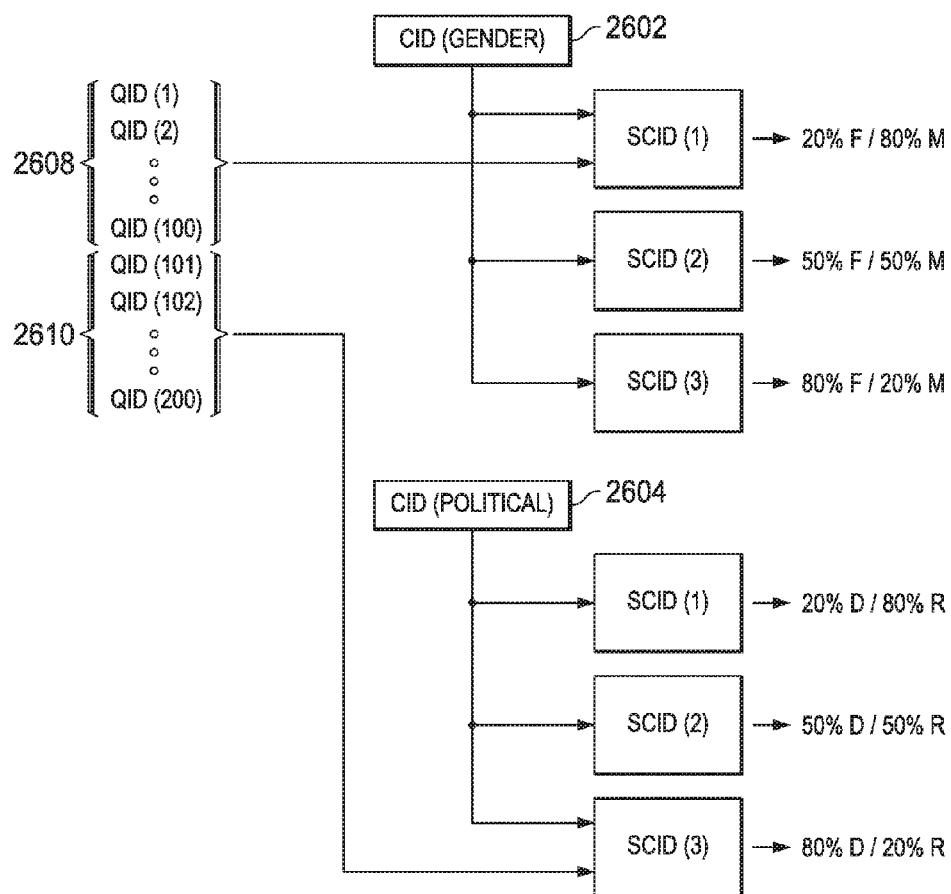 CID (GENDER)
2602
QID (1)
QID (2)
2608
QID (100)
QID (101)
QID (102)
2610
QID (200)
SCID (1)
20% F / 80% M
SCID (2)
50% F / 50% M
SCID (3)
80% F / 20% M
CID (POLITICAL)
2604
SCID (1)
20% D / 80% R
SCID (2)
50% D / 50% R
SCID (3)
80% D / 20% R